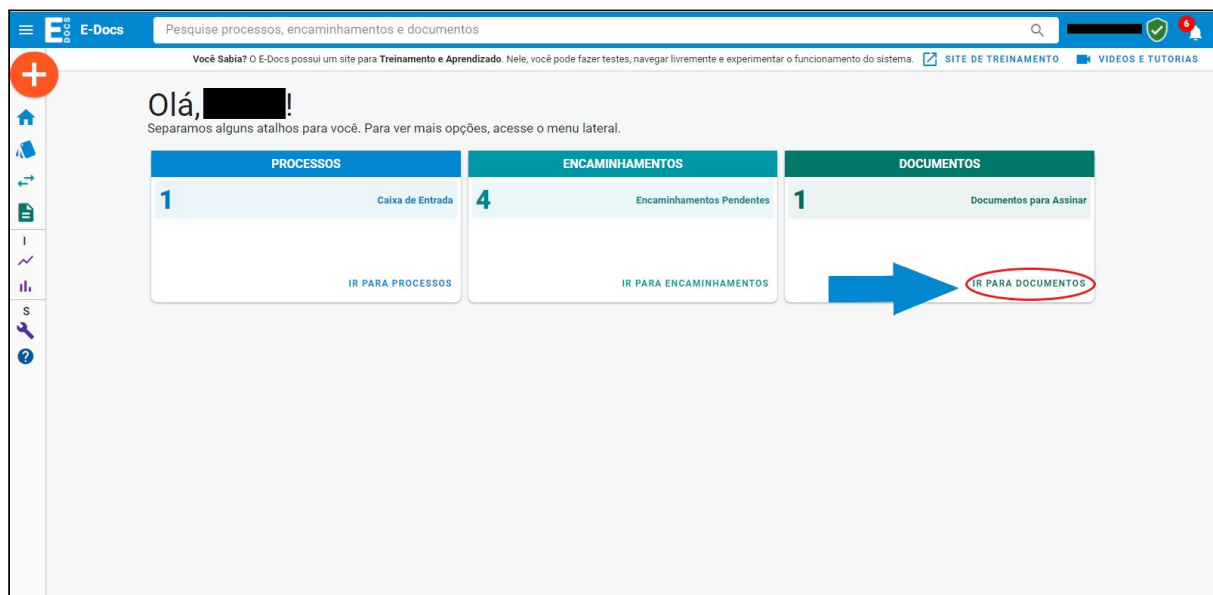 E DOCS E-Docs Pesquise processos, encaminhamentos e documentos 6
Você Sabia? O E-Docs possui um site para Treinamento e Aprendizado. Nele, você pode fazer testes, navegar livremente e experimentar o funcionamento do sistema. SITE DE TREINAMENTO VIDEOS E TUTORIAS
+
Olá, !
Separamos alguns atalhos para você. Para ver mais opções, acesse o menu lateral.
PROCESSOS ENCAMINHAMENTOS DOCUMENTOS
1 Caixa de Entrada 4 Encaminhamentos Pendentes 1 Documentos para Assinar
I
IR PARA PROCESSOS IR PARA ENCAMINHAMENTOS IR PARA DOCUMENTOS
S
?